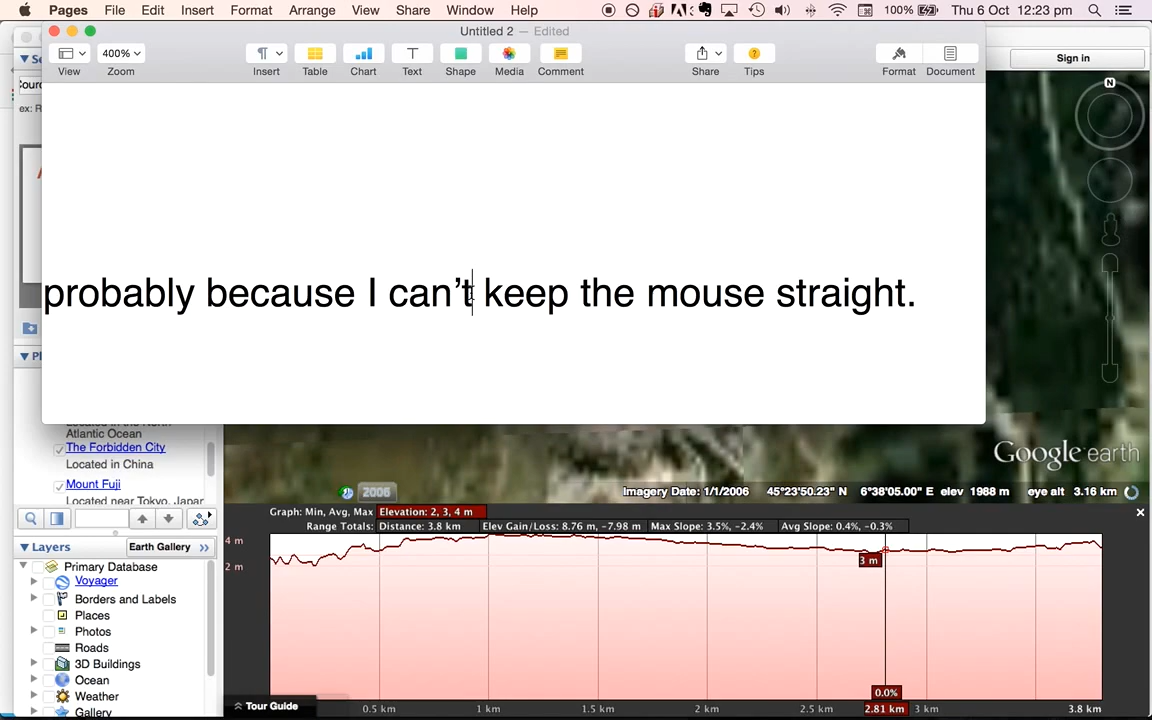 Pages File Edit Insert Format Arrange View Share Window Help 100% Thu 6 Oct 12:23 pm
Untitled 2 — Edited
400%
View Zoom Insert Table Chart Text Shape Media Comment Share Tips Format Document
Sign in
N
ex:
probably because I can't keep the mouse straight.
Atlantic Ocean
The Forbidden City
Located in China
Mount Fuji
Located near Tokyo, Japan
Google earth
2006
Imagery Date: 1/1/2006 45°23'50.23" N 6°38'05.00" E elev 1988 m eye alt 3.16 km
Graph: Min, Avg, Max Elevation: 2, 3, 4 m
Range Totals: Distance: 3.8 km Elev Gain/Loss: 8.76 m, -7.98 m Max Slope: 3.5%, -2.4% Avg Slope: 0.4%, -0.3%
4 m
2 m
3 m
0.0%
0.5 km 1 km 1.5 km 2 km 2.5 km 2.81 km 3 km 3.8 km
Tour Guide
Layers Earth Gallery >>
Primary Database
Voyager
Borders and Labels
Places
Photos
Roads
3D Buildings
Ocean
Weather
Gallery